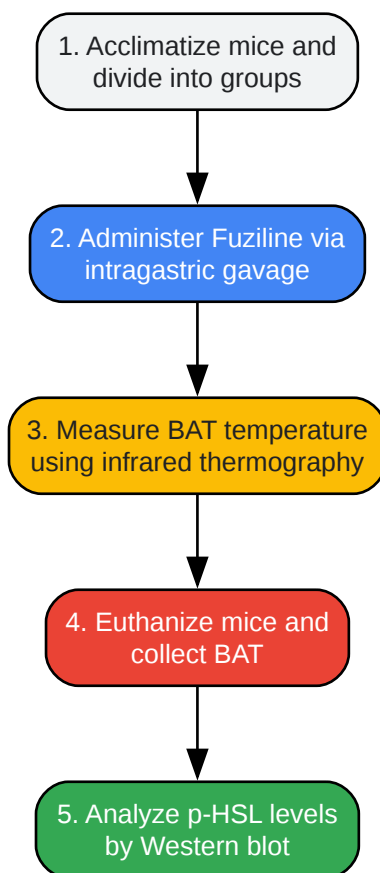 1. Acclimatize mice and
divide into groups
2. Administer Fuziline via
intragastric gavage
3. Measure BAT temperature
using infrared thermography
4. Euthanize mice and
collect BAT
5. Analyze p-HSL levels
by Western blot